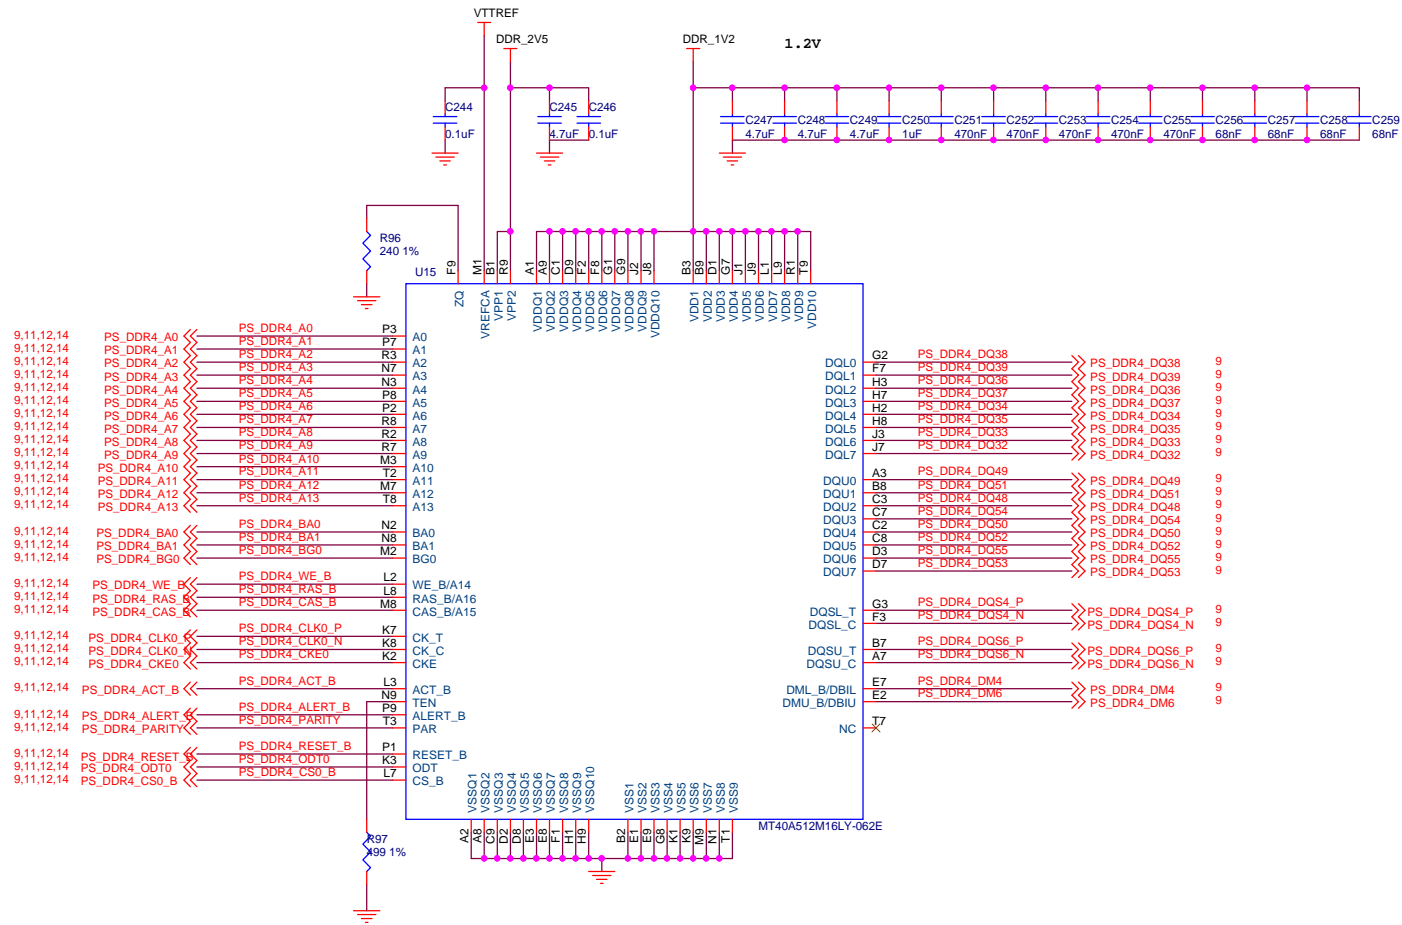 VTTREF
DDR_2V5
DDR_1V2
1.2V
C244
0.1uF
C245
4.7uF
C246
0.1uF
C247
4.7uF
C248
4.7uF
C249
4.7uF
C250
1uF
C251
470nF
C252
470nF
C253
470nF
C254
470nF
C255
470nF
C256
68nF
C257
68nF
C258
68nF
C259
68nF
R96
240 1%
U15
F9 M1 B1 R9 A1 A9 C1 D9 F2 F8 G1 G9 J2 J8 B3 B9 D1 G7 J1 J9 L1 L9 R1 T9
ZQ VREFCA VPP1 VPP2 VDDQ1 VDDQ2 VDDQ3 VDDQ4 VDDQ5 VDDQ6 VDDQ7 VDDQ8 VDDQ9 VDDQ10 VDD1 VDD2 VDD3 VDD4 VDD5 VDD6 VDD7 VDD8 VDD9 VDD10
9,11,12,14 PS_DDR4_A0 PS_DDR4_A0 P3 A0
9,11,12,14 PS_DDR4_A1 PS_DDR4_A1 P7 A1
9,11,12,14 PS_DDR4_A2 PS_DDR4_A2 R3 A2
9,11,12,14 PS_DDR4_A3 PS_DDR4_A3 N7 A3
9,11,12,14 PS_DDR4_A4 PS_DDR4_A4 N3 A4
9,11,12,14 PS_DDR4_A5 PS_DDR4_A5 P8 A5
9,11,12,14 PS_DDR4_A6 PS_DDR4_A6 P2 A6
9,11,12,14 PS_DDR4_A7 PS_DDR4_A7 R8 A7
9,11,12,14 PS_DDR4_A8 PS_DDR4_A8 R2 A8
9,11,12,14 PS_DDR4_A9 PS_DDR4_A9 R7 A9
9,11,12,14 PS_DDR4_A10 PS_DDR4_A10 M3 A10
9,11,12,14 PS_DDR4_A11 PS_DDR4_A11 T2 A11
9,11,12,14 PS_DDR4_A12 PS_DDR4_A12 M7 A12
9,11,12,14 PS_DDR4_A13 PS_DDR4_A13 T8 A13
9,11,12,14 PS_DDR4_BA0 PS_DDR4_BA0 N2 BA0
9,11,12,14 PS_DDR4_BA1 PS_DDR4_BA1 N8 BA1
9,11,12,14 PS_DDR4_BG0 PS_DDR4_BG0 M2 BG0
9,11,12,14 PS_DDR4_WE_B PS_DDR4_WE_B L2 WE_B/A14
9,11,12,14 PS_DDR4_RAS_B PS_DDR4_RAS_B L8 RAS_B/A16
9,11,12,14 PS_DDR4_CAS_B PS_DDR4_CAS_B M8 CAS_B/A15
9,11,12,14 PS_DDR4_CLK0_P PS_DDR4_CLK0_P K7 CK_T
9,11,12,14 PS_DDR4_CLK0_N PS_DDR4_CLK0_N K8 CK_C
9,11,12,14 PS_DDR4_CKE0 PS_DDR4_CKE0 K2 CKE
9,11,12,14 PS_DDR4_ACT_B PS_DDR4_ACT_B L3 ACT_B
N9 TEN
9,11,12,14 PS_DDR4_ALERT_B PS_DDR4_ALERT_B P9 ALERT_B
9,11,12,14 PS_DDR4_PARITY PS_DDR4_PARITY T3 PAR
9,11,12,14 PS_DDR4_RESET_B PS_DDR4_RESET_B P1 RESET_B
9,11,12,14 PS_DDR4_ODT0 PS_DDR4_ODT0 K3 ODT
9,11,12,14 PS_DDR4_CS0_B PS_DDR4_CS0_B L7 CS_B
DQL0 G2 PS_DDR4_DQ38 PS_DDR4_DQ38 9
DQL1 F7 PS_DDR4_DQ39 PS_DDR4_DQ39 9
DQL2 H3 PS_DDR4_DQ36 PS_DDR4_DQ36 9
DQL3 H7 PS_DDR4_DQ37 PS_DDR4_DQ37 9
DQL4 H2 PS_DDR4_DQ34 PS_DDR4_DQ34 9
DQL5 H8 PS_DDR4_DQ35 PS_DDR4_DQ35 9
DQL6 J3 PS_DDR4_DQ33 PS_DDR4_DQ33 9
DQL7 J7 PS_DDR4_DQ32 PS_DDR4_DQ32 9
DQU0 A3 PS_DDR4_DQ49 PS_DDR4_DQ49 9
DQU1 B8 PS_DDR4_DQ51 PS_DDR4_DQ51 9
DQU2 C3 PS_DDR4_DQ48 PS_DDR4_DQ48 9
DQU3 C7 PS_DDR4_DQ54 PS_DDR4_DQ54 9
DQU4 C2 PS_DDR4_DQ50 PS_DDR4_DQ50 9
DQU5 C8 PS_DDR4_DQ52 PS_DDR4_DQ52 9
DQU6 D3 PS_DDR4_DQ55 PS_DDR4_DQ55 9
DQU7 D7 PS_DDR4_DQ53 PS_DDR4_DQ53 9
DQSL_T G3 PS_DDR4_DQS4_P PS_DDR4_DQS4_P 9
DQSL_C F3 PS_DDR4_DQS4_N PS_DDR4_DQS4_N 9
DQSU_T B7 PS_DDR4_DQS6_P PS_DDR4_DQS6_P 9
DQSU_C A7 PS_DDR4_DQS6_N PS_DDR4_DQS6_N 9
DML_B/DBIL E7 PS_DDR4_DM4 PS_DDR4_DM4 9
DMU_B/DBIU E2 PS_DDR4_DM6 PS_DDR4_DM6 9
NC T7
VSSQ1 VSSQ2 VSSQ3 VSSQ4 VSSQ5 VSSQ6 VSSQ7 VSSQ8 VSSQ9 VSSQ10 VSS1 VSS2 VSS3 VSS4 VSS5 VSS6 VSS7 VSS8 VSS9
MT40A512M16LY-062E
A2 A8 C9 D2 D8 E3 E8 F1 H1 H9 B2 E1 E9 G8 K1 K9 M9 N1 T1
R97
499 1%